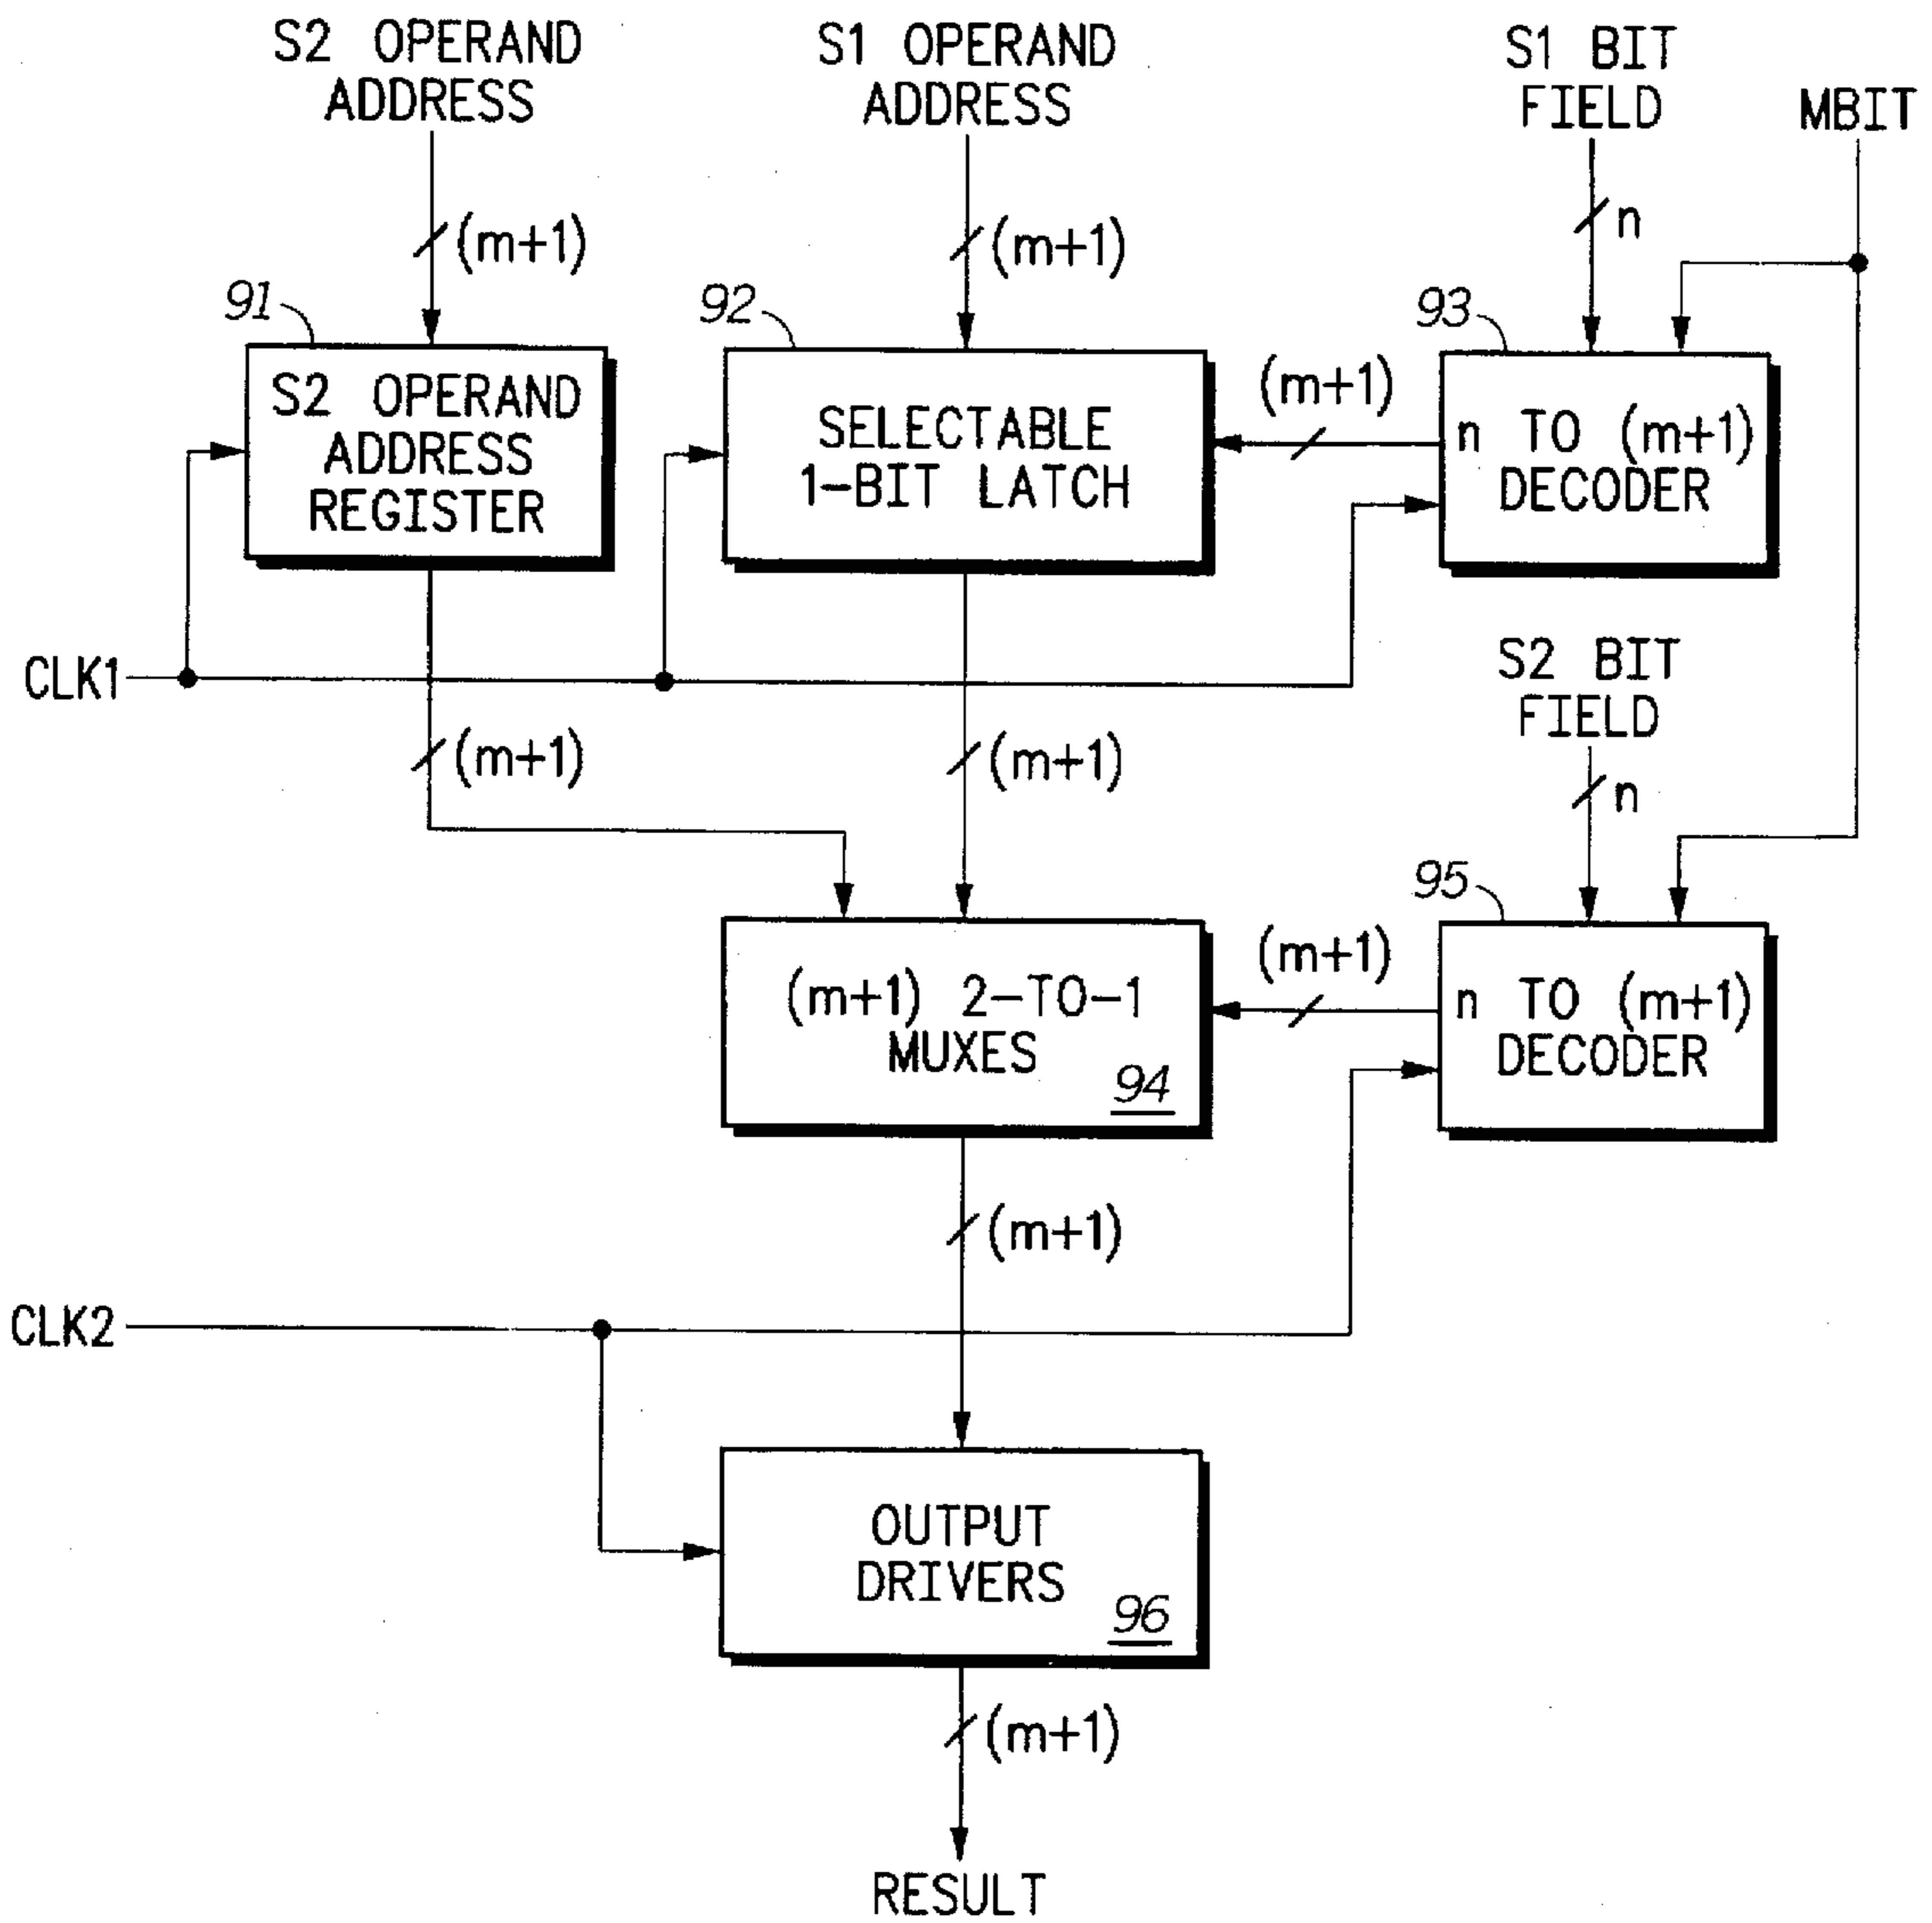 S2 OPERAND
ADDRESS
S1 OPERAND
ADDRESS
S1 BIT
FIELD
MBIT
(m+1)
(m+1)
n
91
92
93
S2 OPERAND
ADDRESS
REGISTER
SELECTABLE
1-BIT LATCH
(m+1)
n TO (m+1)
DECODER
CLK1
S2 BIT
FIELD
(m+1)
(m+1)
n
95
(m+1) 2-TO-1
MUXES
94
(m+1)
n TO (m+1)
DECODER
(m+1)
CLK2
OUTPUT
DRIVERS
96
(m+1)
RESULT